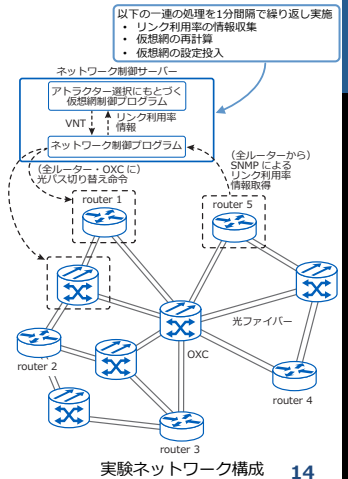 以下の一連の処理を1分間隔で繰り返し実施
• リンク利用率の情報収集
• 仮想網の再計算
• 仮想網の設定投入
ネットワーク制御サーバー
アトラクター選択にもとづく
仮想網制御プログラム
VNT
リンク利用率
情報
ネットワーク制御プログラム
(全ルーター・OXC に)
光パス切り替え命令
(全ルーターから)
SNMP による
リンク利用率
情報取得
router 1
router 5
光ファイバー
OXC
router 2
router 4
router 3
実験ネットワーク構成
14